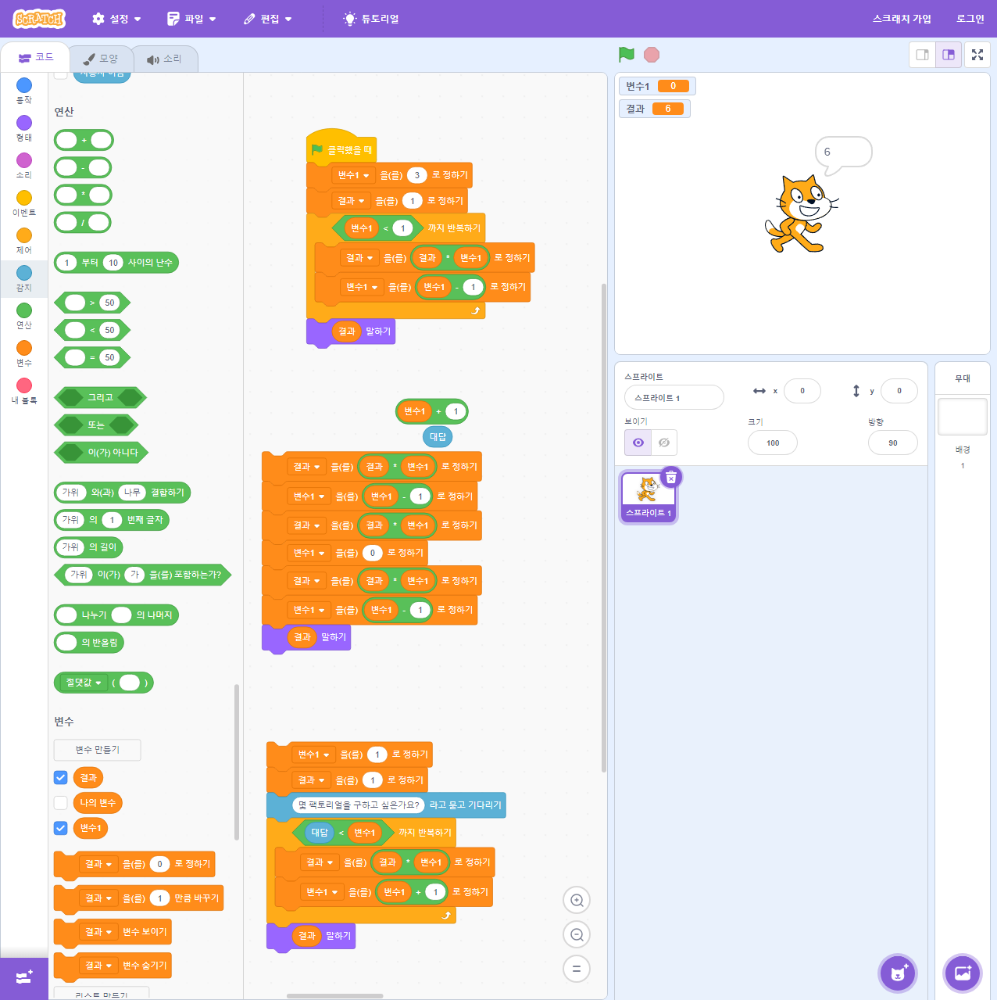 SCRATCH
설정
파일
편집
튜토리얼
스크래치 가입
로그인
코드
모양
소리
동작
형태
소리
이벤트
제어
감지
연산
변수
내 블록
사용자 이름
연산
+
-
*
/
1 부터 10 사이의 난수
> 50
< 50
= 50
그리고
또는
이(가) 아니다
가위 와(과) 나무 결합하기
가위 의 1 번째 글자
가위 의 길이
가위 이(가) 가 을(를) 포함하는가?
나누기 의 나머지
의 반올림
절댓값 ( )
변수
변수 만들기
결과
나의 변수
변수1
결과 을(를) 0 로 정하기
결과 을(를) 1 만큼 바꾸기
결과 변수 보이기
결과 변수 숨기기
리스트 만들기
클릭했을 때
변수1 을(를) 3 로 정하기
결과 을(를) 1 로 정하기
변수1 < 1 까지 반복하기
결과 을(를) 결과 * 변수1 로 정하기
변수1 을(를) 변수1 - 1 로 정하기
결과 말하기
변수1 + 1
대답
결과 을(를) 결과 * 변수1 로 정하기
변수1 을(를) 변수1 - 1 로 정하기
결과 을(를) 결과 * 변수1 로 정하기
변수1 을(를) 0 로 정하기
결과 을(를) 결과 * 변수1 로 정하기
변수1 을(를) 변수1 - 1 로 정하기
결과 말하기
변수1 을(를) 1 로 정하기
결과 을(를) 1 로 정하기
몇 팩토리얼을 구하고 싶은가요? 라고 묻고 기다리기
대답 < 변수1 까지 반복하기
결과 을(를) 결과 * 변수1 로 정하기
변수1 을(를) 변수1 + 1 로 정하기
결과 말하기
변수1 0
결과 6
6
스프라이트
스프라이트 1
x 0
y 0
보이기
크기
100
방향
90
스프라이트 1
무대
배경
1